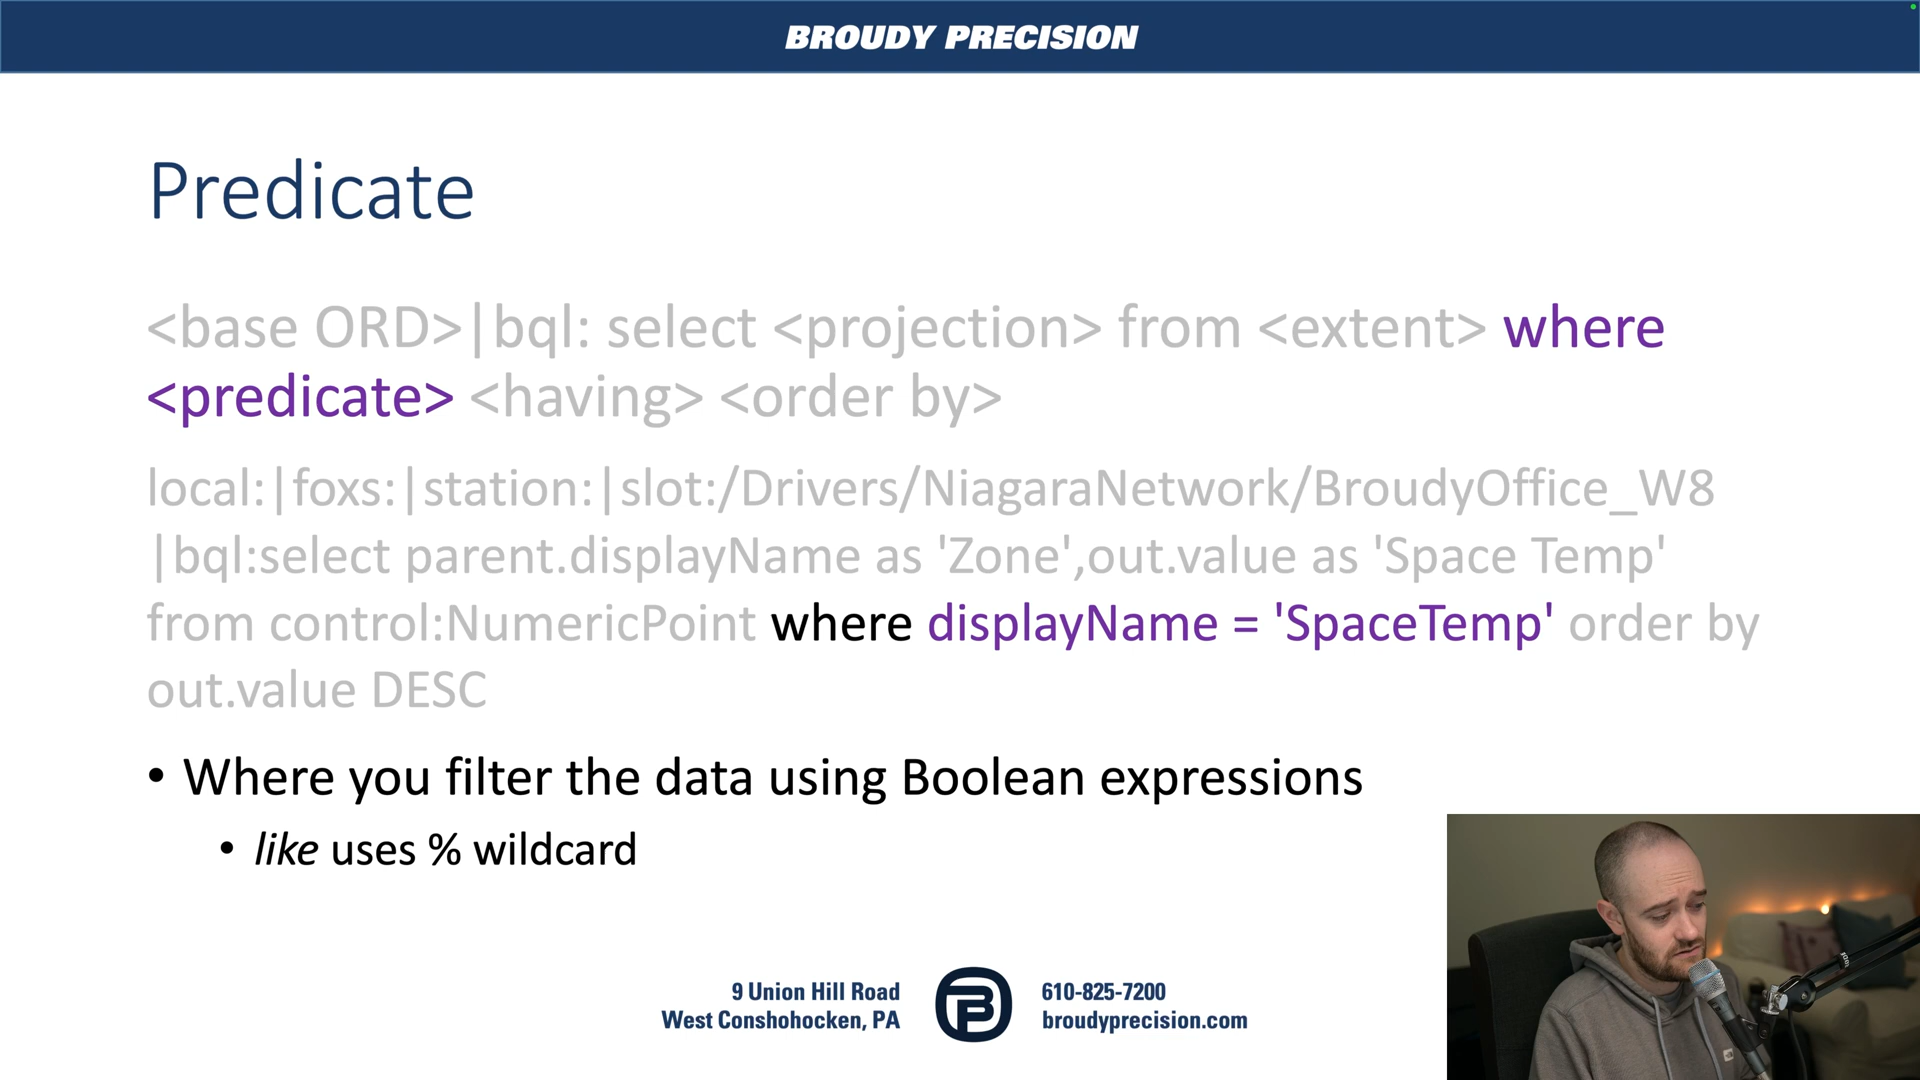 BROUDY PRECISION
Predicate
<base ORD>|bql: select <projection> from <extent> where
<predicate> <having> <order by>
local:|foxs:|station:|slot:/Drivers/NiagaraNetwork/BroudyOffice_W8
|bql:select parent.displayName as 'Zone',out.value as 'Space Temp'
from control:NumericPoint where displayName = 'SpaceTemp' order by
out.value DESC
• Where you filter the data using Boolean expressions
• like uses % wildcard
9 Union Hill Road
West Conshohocken, PA
610-825-7200
broudyprecision.com